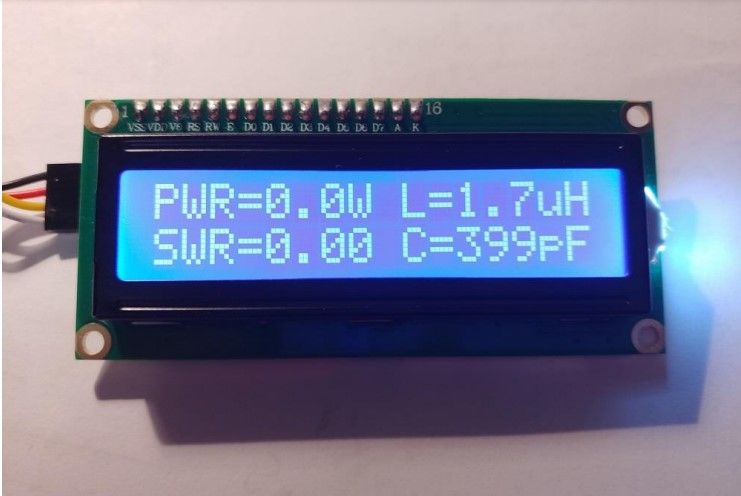 1 VSS VDD V0 RS RW E D0 D1 D2 D3 D4 D5 D6 D7 A K 16
PWR=0.0W L=1.7uH
SWR=0.00 C=399pF